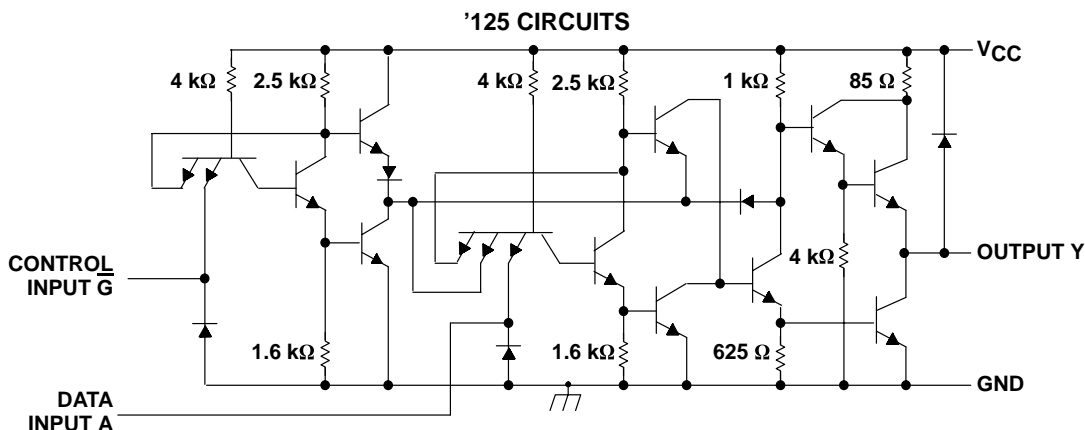 ’125 CIRCUITS
VCC
4 kΩ
2.5 kΩ
4 kΩ
2.5 kΩ
1 kΩ
85 Ω
CONTROL
INPUT G̅
4 kΩ
OUTPUT Y
1.6 kΩ
1.6 kΩ
625 Ω
GND
DATA
INPUT A